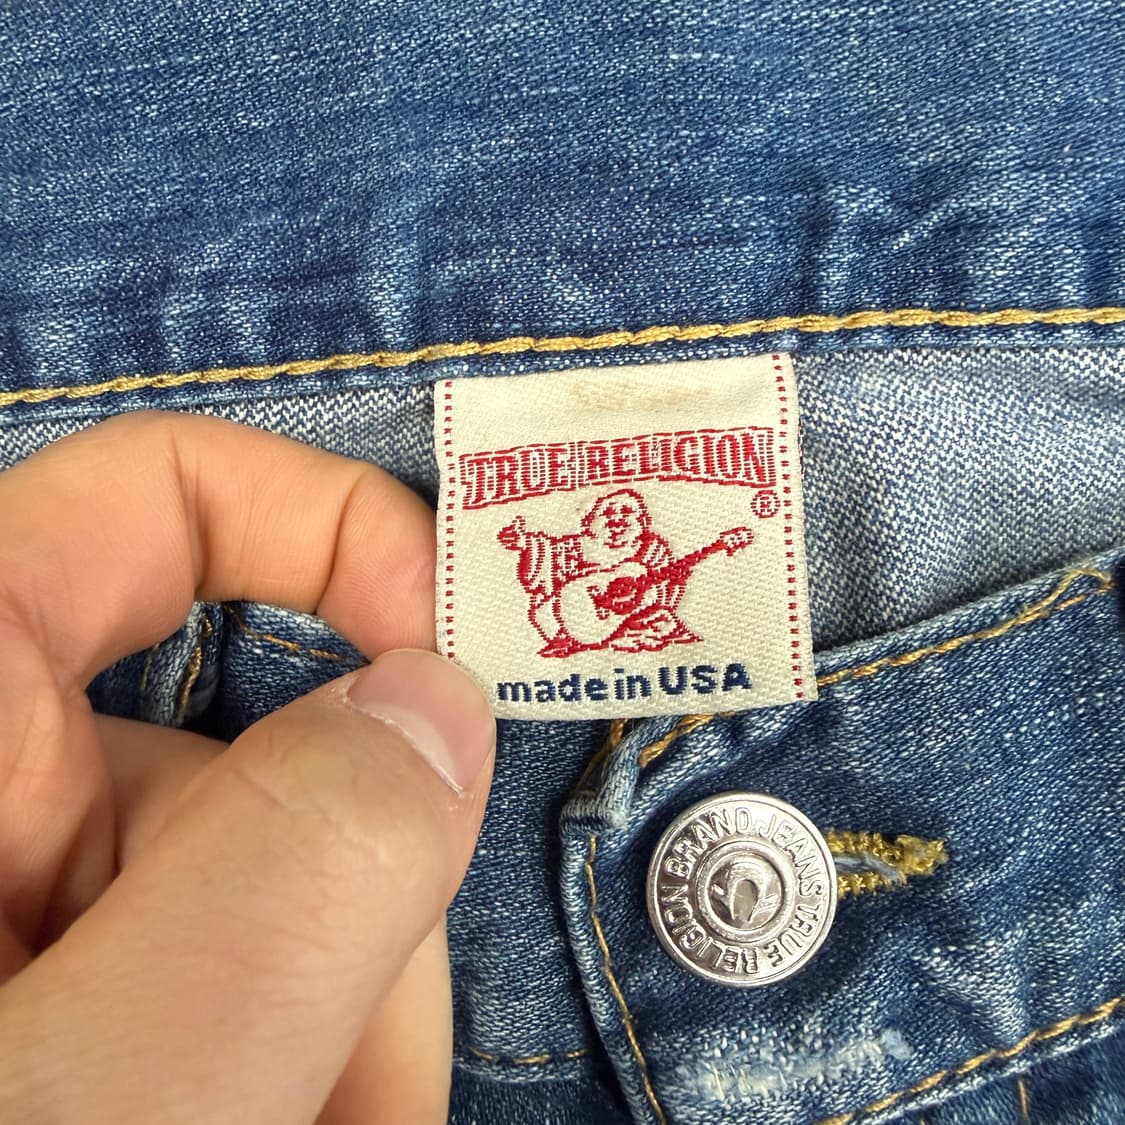 TRUE RELIGION
®
made in USA
TRUE RELIGION BRAND JEANS